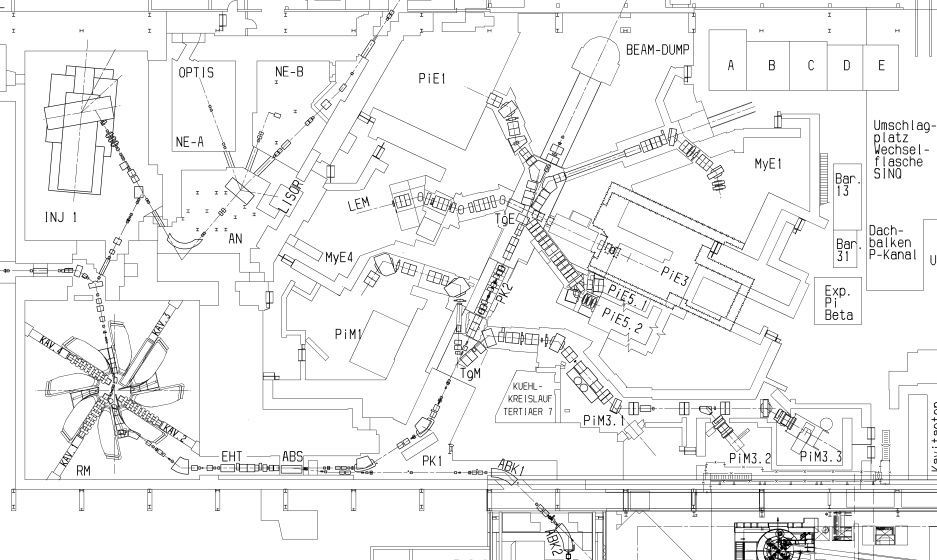 BEAM-DUMP
A
B
C
D
E
OPTIS
NE-B
PiE1
NE-A
Umschlag-
platz
Wechsel-
flasche
SINQ
MyE1
Bar.
13
LISOR
LEM
INJ 1
TgE
AN
MyE4
Dach-
balken
P-Kanal
Bar.
31
U
PiE3
PK2
PiE5.1
PiE5.2
Exp.
Pi
Beta
KAV.3
KAV.4
PiM1
TgM
KUEHL-
KREISLAUF
TERTIAER 7
PiM3.1
KAV.2
KAV.1
RM
EHT
ABS
PK1
ABK1
PiM3.2
PiM3.3
ABK2